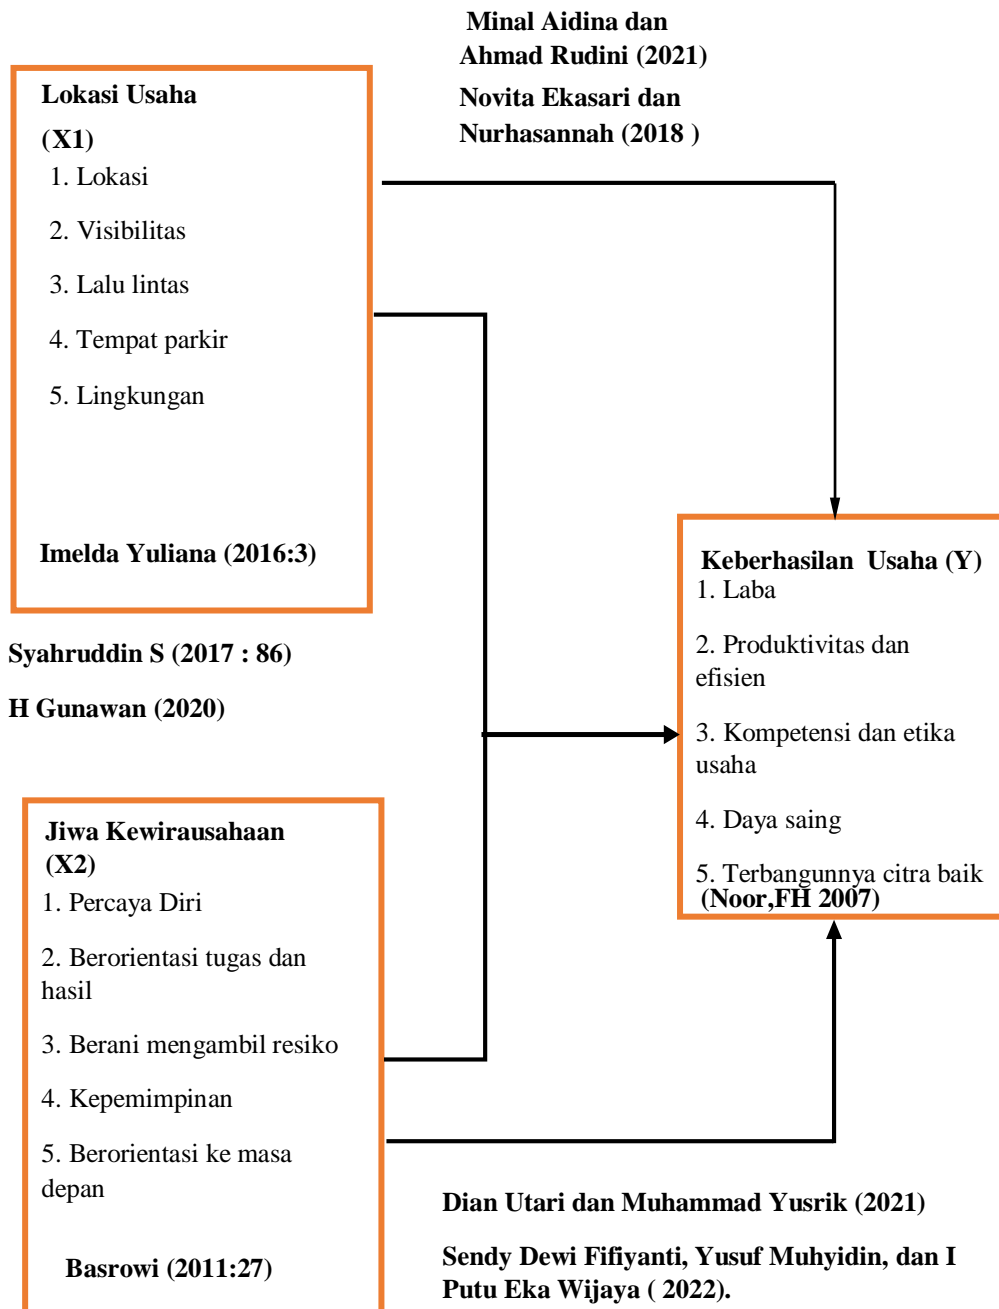 Minal Aidina dan
Ahmad Rudini (2021)
Novita Ekasari dan
Nurhasannah (2018 )
Lokasi Usaha
(X1)
1. Lokasi
2. Visibilitas
3. Lalu lintas
4. Tempat parkir
5. Lingkungan
Imelda Yuliana (2016:3)
Syahruddin S (2017 : 86)
H Gunawan (2020)
Keberhasilan Usaha (Y)
1. Laba
2. Produktivitas dan
efisien
3. Kompetensi dan etika
usaha
4. Daya saing
5. Terbangunnya citra baik
(Noor,FH 2007)
Jiwa Kewirausahaan
(X2)
1. Percaya Diri
2. Berorientasi tugas dan
hasil
3. Berani mengambil resiko
4. Kepemimpinan
5. Berorientasi ke masa
depan
Basrowi (2011:27)
Dian Utari dan Muhammad Yusrik (2021)
Sendy Dewi Fifiyanti, Yusuf Muhyidin, dan I
Putu Eka Wijaya ( 2022).